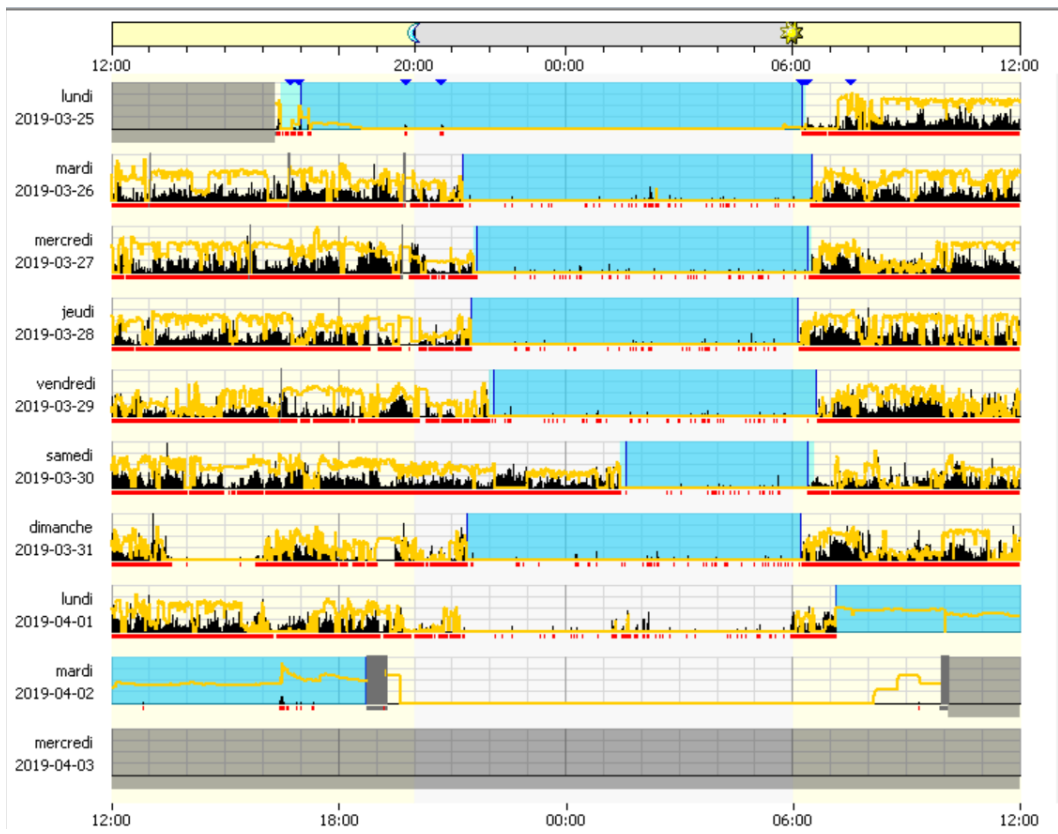 12:00 20:00 00:00 06:00 12:00
lundi
2019-03-25
mardi
2019-03-26
mercredi
2019-03-27
jeudi
2019-03-28
vendredi
2019-03-29
samedi
2019-03-30
dimanche
2019-03-31
lundi
2019-04-01
mardi
2019-04-02
mercredi
2019-04-03
12:00 18:00 00:00 06:00 12:00